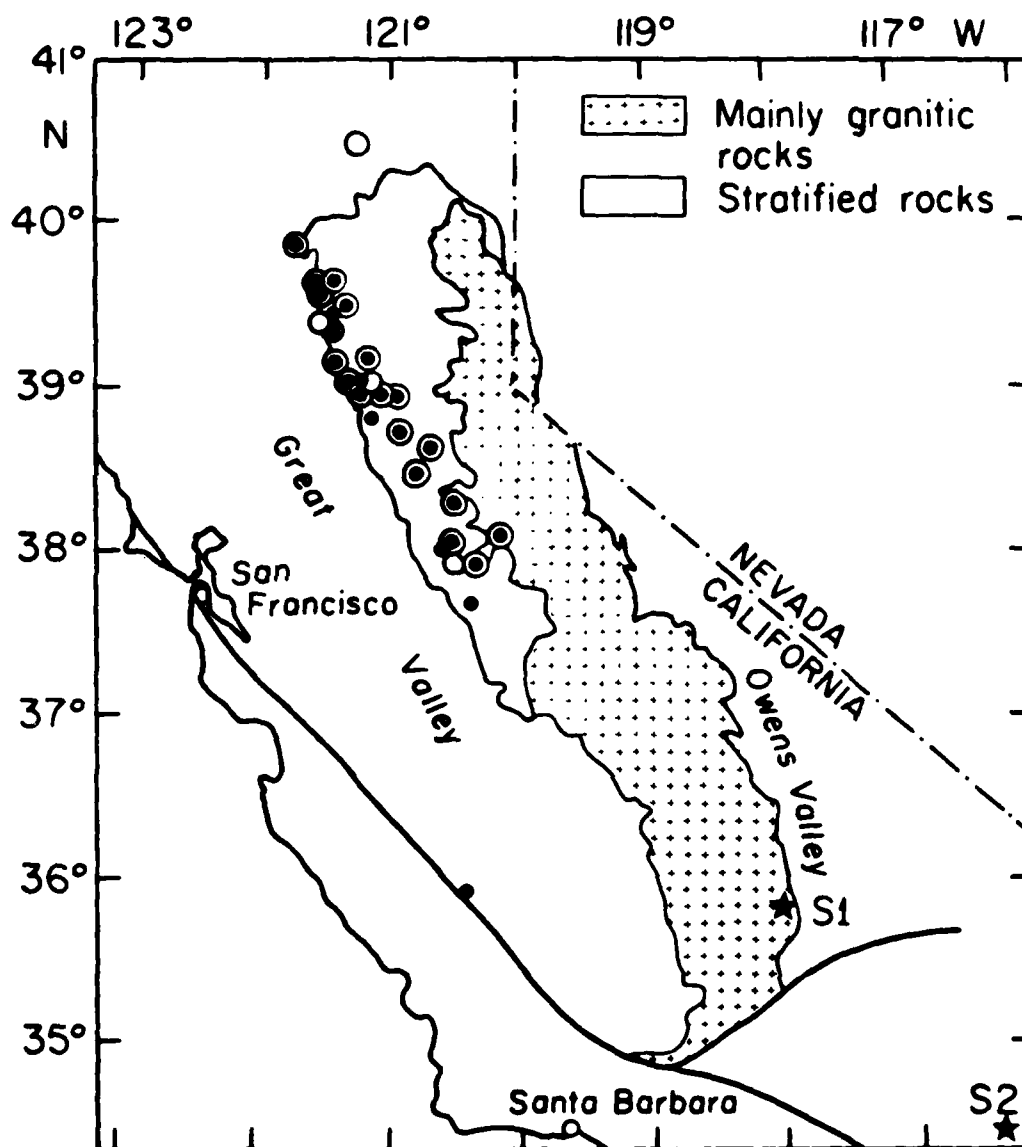 123° 121° 119° 117° W
41°
N
Mainly granitic
rocks
Stratified rocks
40°
39°
Great
38°
San
Francisco
NEVADA
CALIFORNIA
Valley
37°
Owens Valley
36°
S1
35°
Santa Barbara
S2